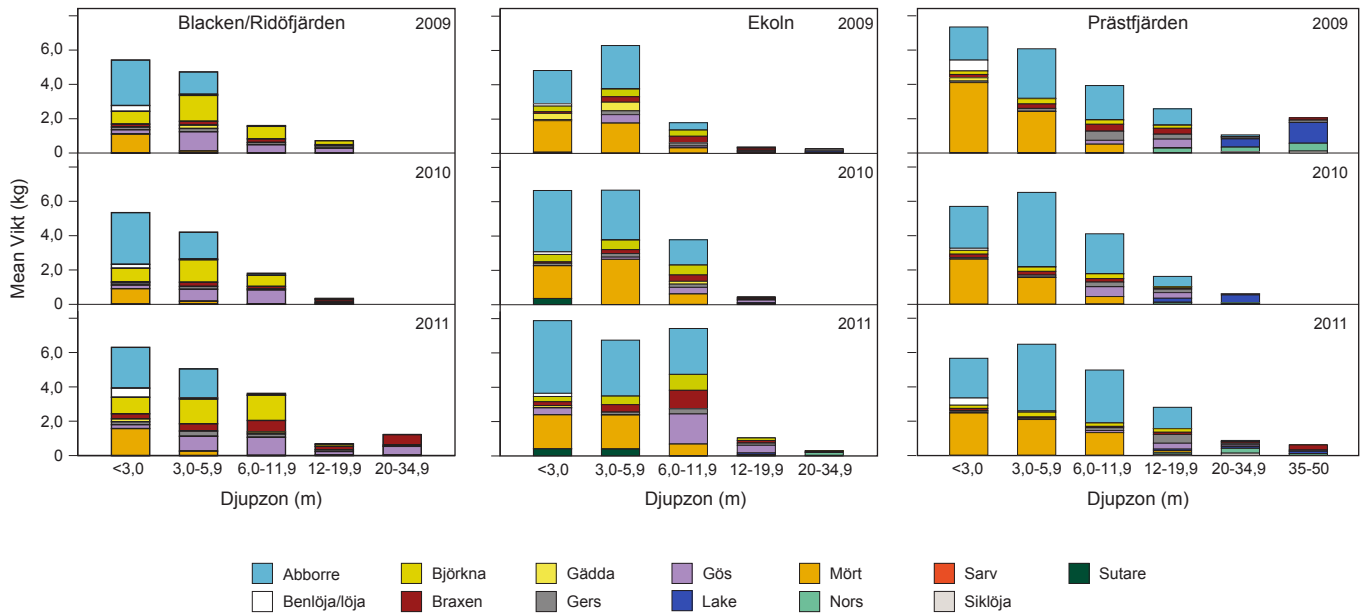 Blacken/Ridöfjärden 2009 Ekoln 2009 Prästfjärden 2009
6,0
4,0
2,0
0
2010 2010 2010
Mean Vikt (kg)
6,0
4,0
2,0
0
2011 2011 2011
6,0
4,0
2,0
0
<3,0 3,0-5,9 6,0-11,9 12-19,9 20-34,9 <3,0 3,0-5,9 6,0-11,9 12-19,9 20-34,9 <3,0 3,0-5,9 6,0-11,9 12-19,9 20-34,9 35-50
Djupzon (m) Djupzon (m) Djupzon (m)
Abborre Björkna Gädda Gös Mört Sarv Sutare
Benlöja/löja Braxen Gers Lake Nors Siklöja